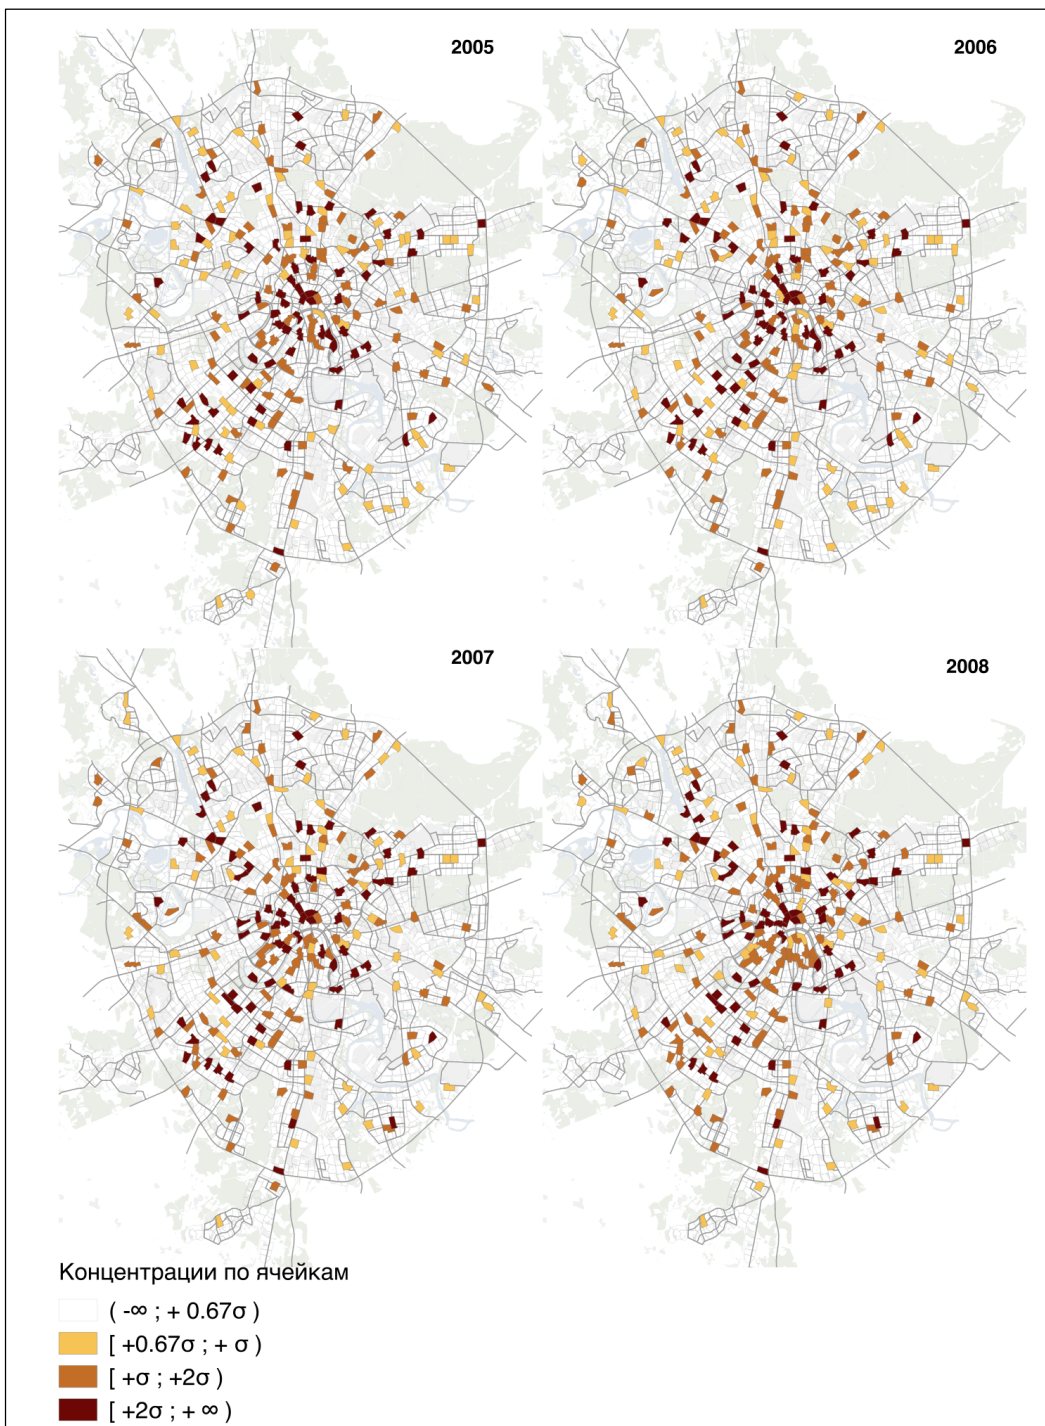 2005
2006
2007
2008
Концентрации по ячейкам
( -∞ ; + 0.67σ )
[ +0.67σ ; + σ )
[ +σ ; +2σ )
[ +2σ ; + ∞ )